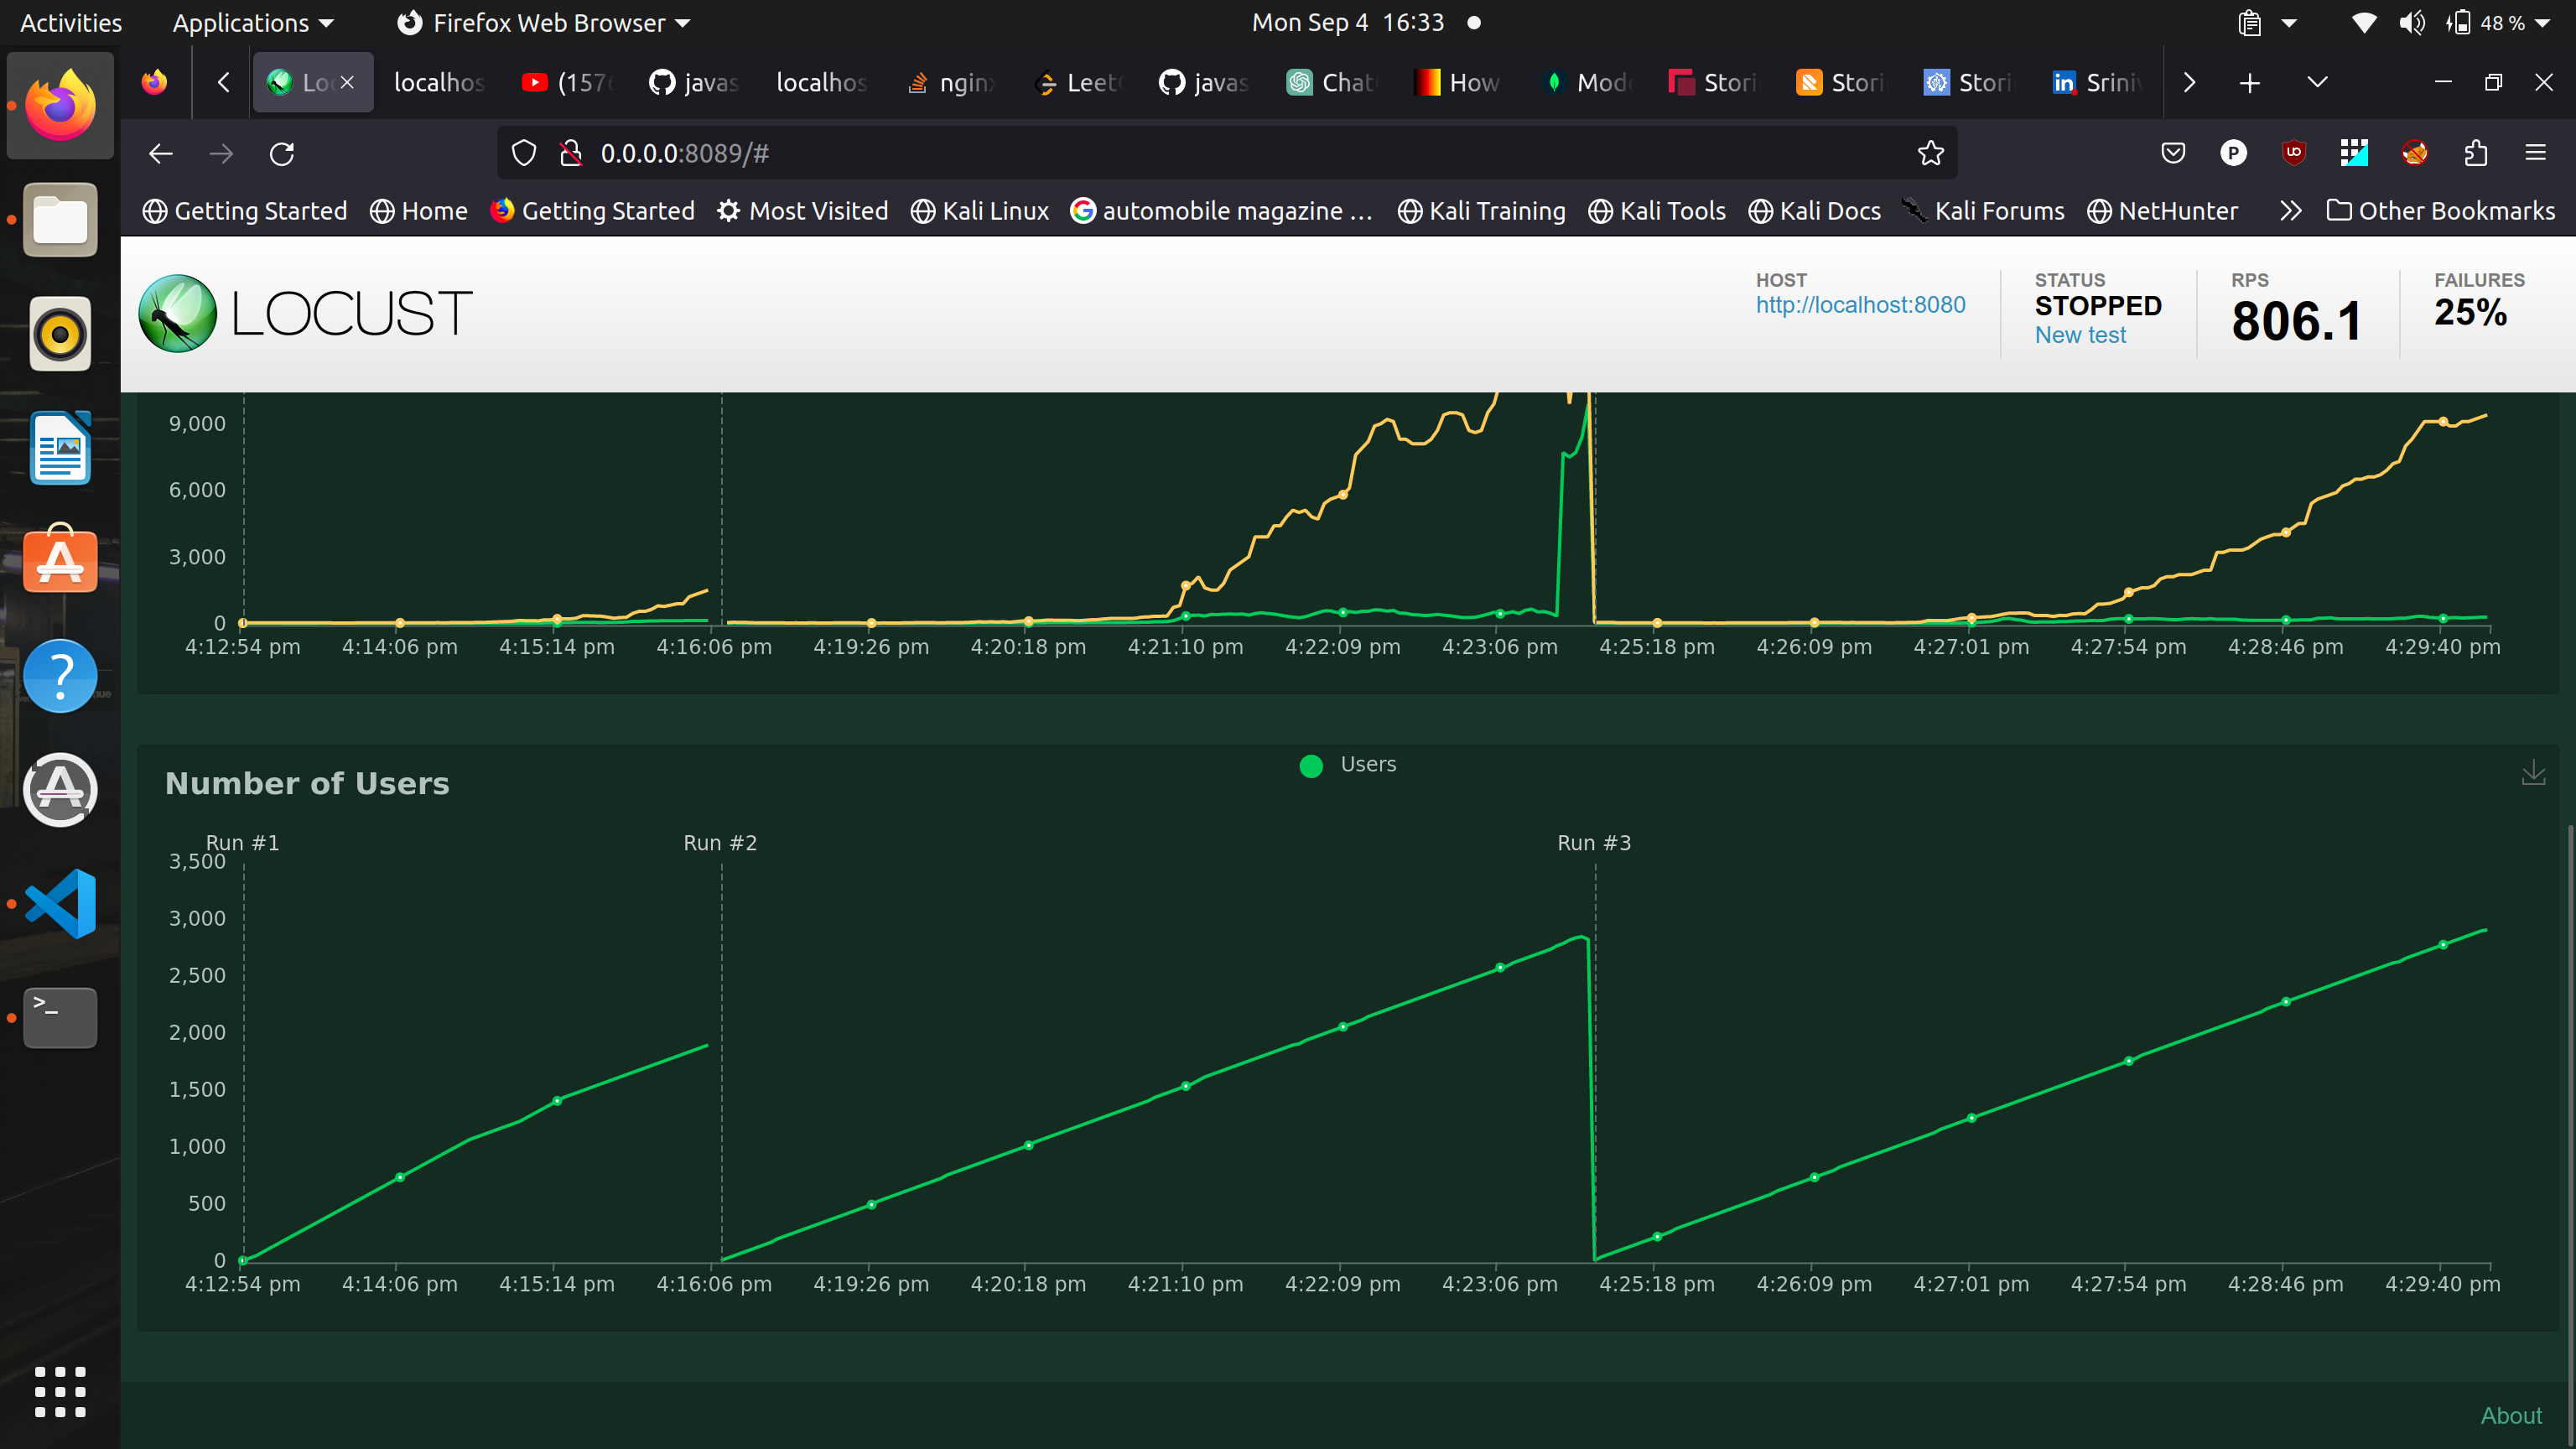 Activities Applications Firefox Web Browser Mon Sep 4 16:33 48 %
Loc localhos (157 javas localhos nginx Leet javas Chat How Mod Stori Stori Stori Sriniv
0.0.0.0:8089/#
Getting Started Home Getting Started Most Visited Kali Linux automobile magazine ... Kali Training Kali Tools Kali Docs Kali Forums NetHunter Other Bookmarks
LOCUST
HOST
http://localhost:8080
STATUS
STOPPED
New test
RPS
806.1
FAILURES
25%
9,000
6,000
3,000
0
4:12:54 pm 4:14:06 pm 4:15:14 pm 4:16:06 pm 4:19:26 pm 4:20:18 pm 4:21:10 pm 4:22:09 pm 4:23:06 pm 4:25:18 pm 4:26:09 pm 4:27:01 pm 4:27:54 pm 4:28:46 pm 4:29:40 pm
Users
Number of Users
Run #1 Run #2 Run #3
3,500
3,000
2,500
2,000
1,500
1,000
500
0
4:12:54 pm 4:14:06 pm 4:15:14 pm 4:16:06 pm 4:19:26 pm 4:20:18 pm 4:21:10 pm 4:22:09 pm 4:23:06 pm 4:25:18 pm 4:26:09 pm 4:27:01 pm 4:27:54 pm 4:28:46 pm 4:29:40 pm
About